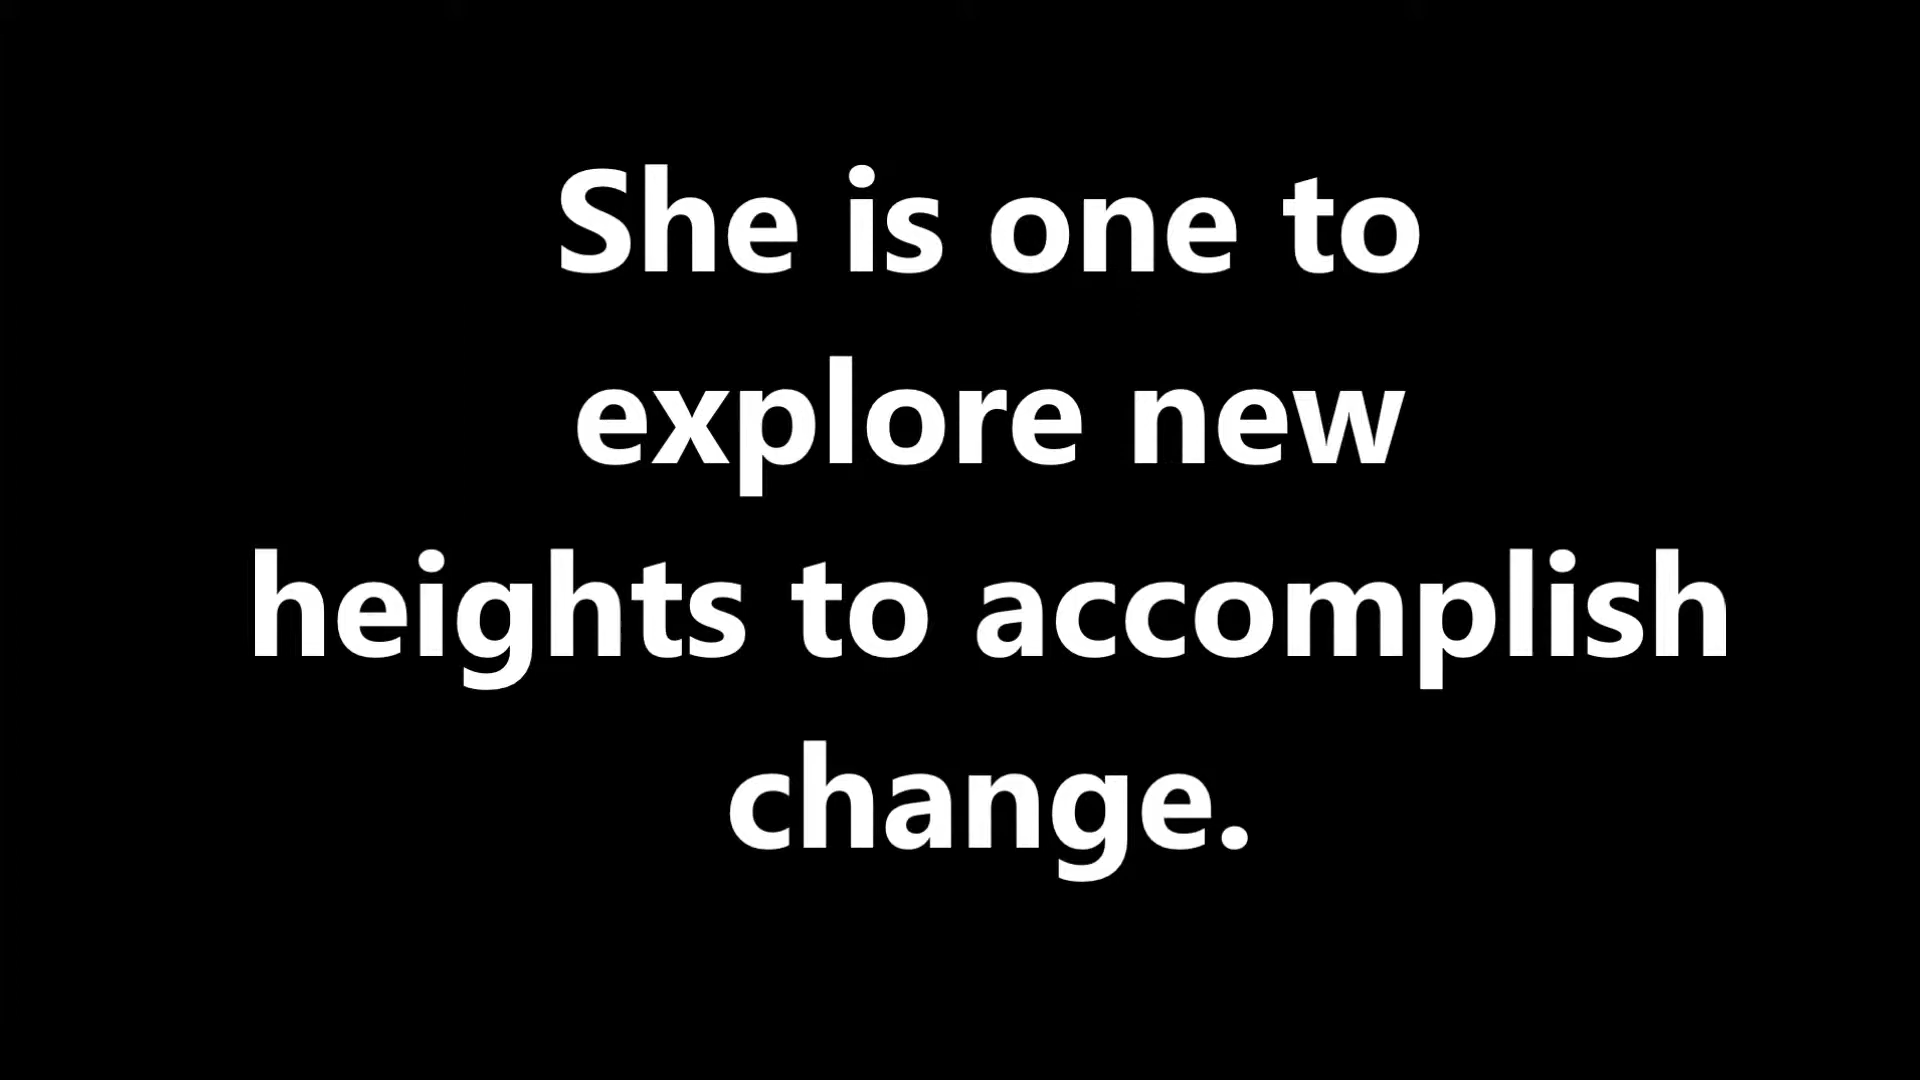 She is one to
explore new
heights to accomplish
change.